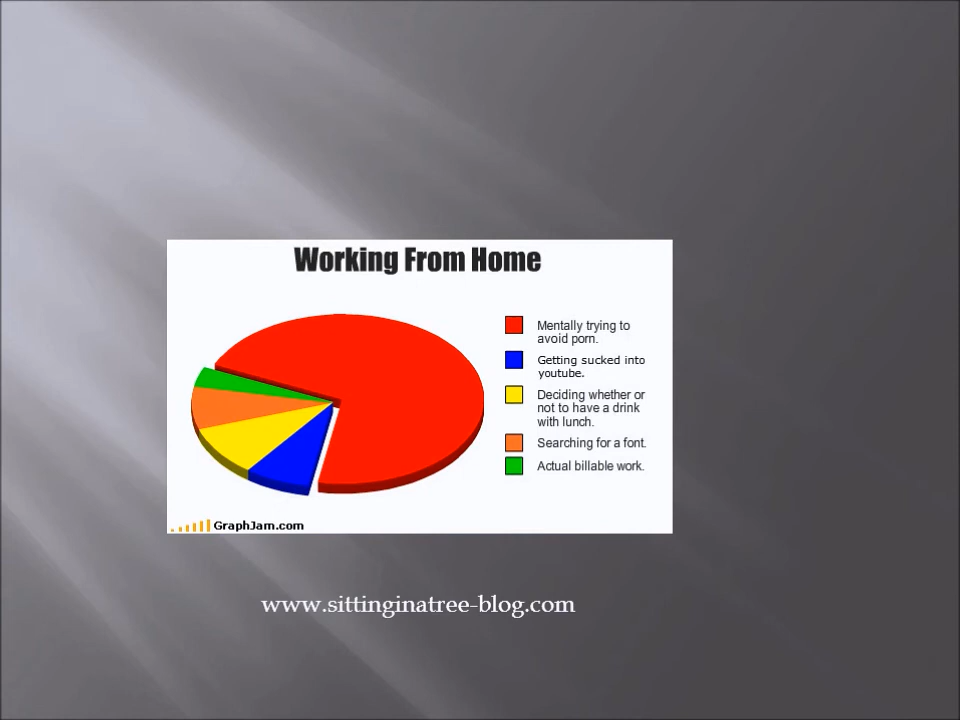 Working From Home
Mentally trying to
avoid porn.
Getting sucked into
youtube.
Deciding whether or
not to have a drink
with lunch.
Searching for a font.
Actual billable work.
GraphJam.com
www.sittinginatree-blog.com